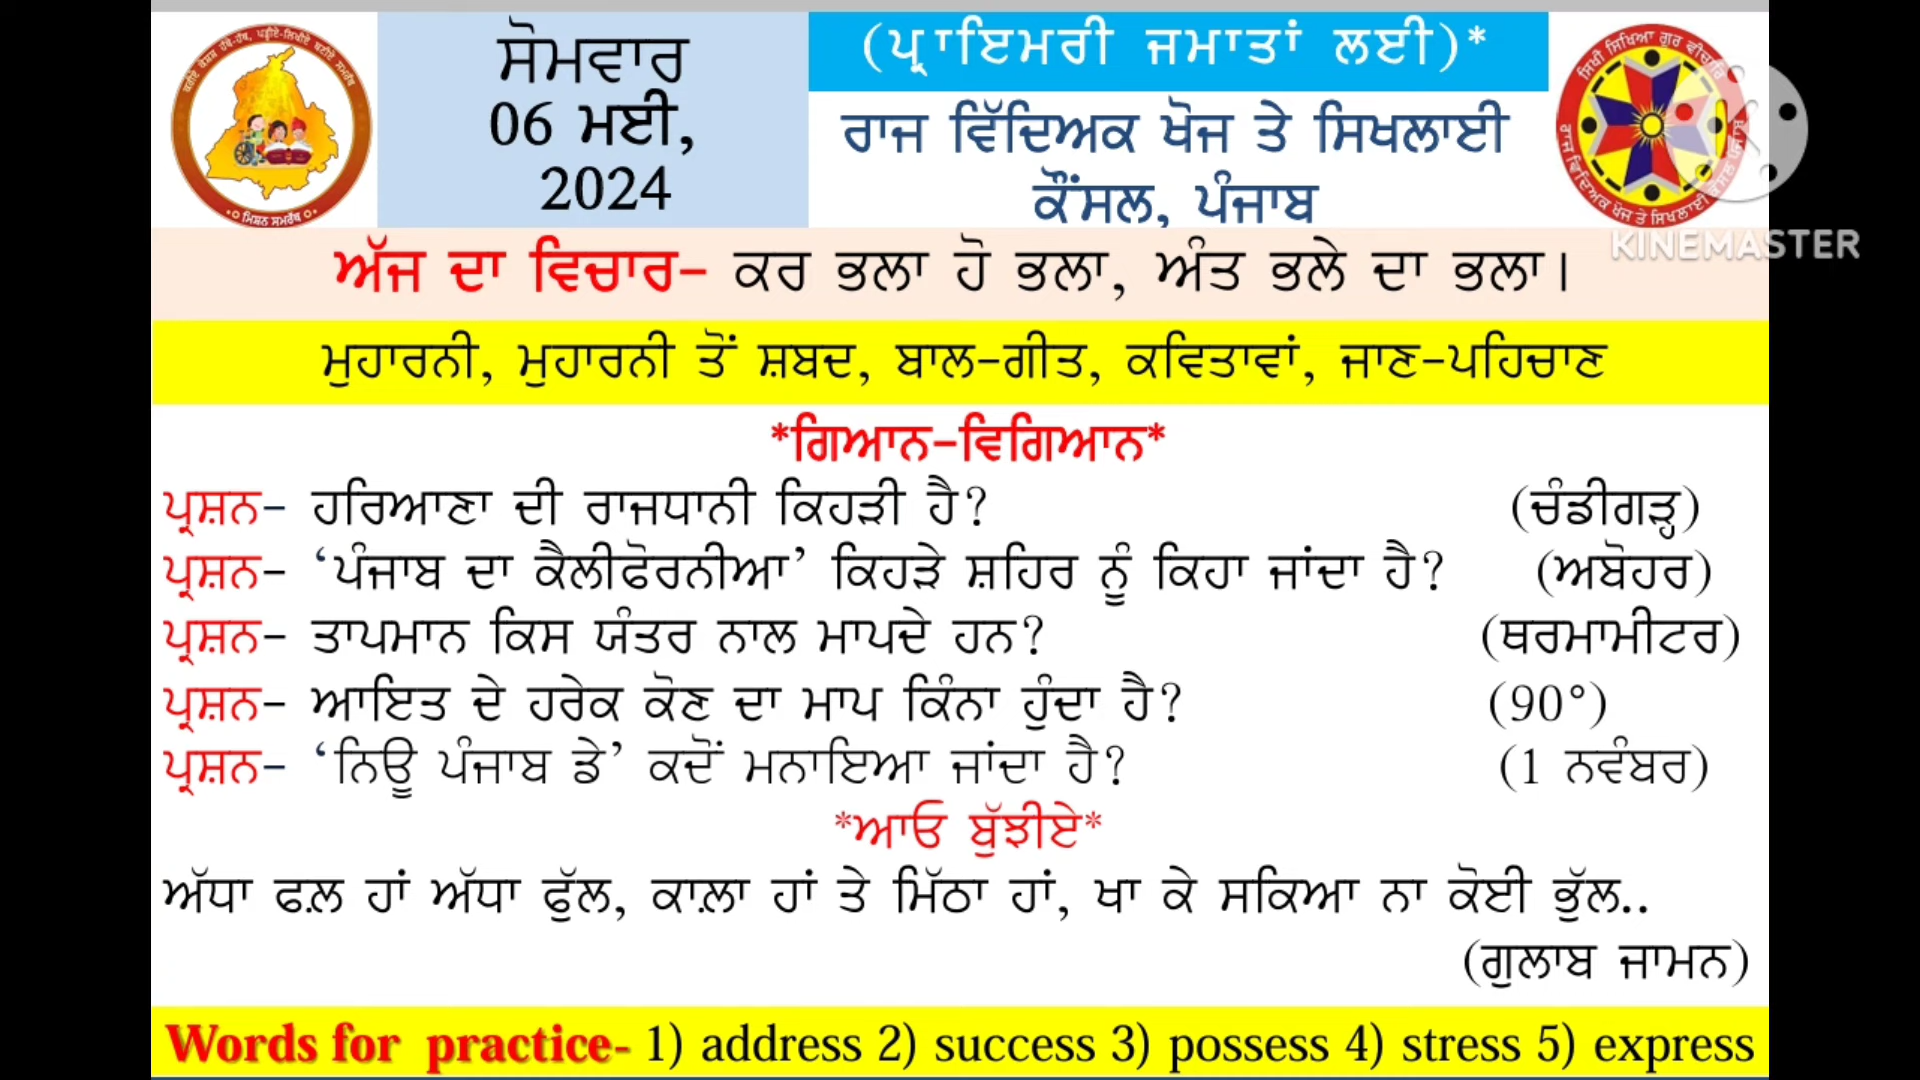 ਸੋਮਵਾਰ
06 ਮਈ,
2024
(ਪ੍ਰਾਇਮਰੀ ਜਮਾਤਾਂ ਲਈ)*
ਰਾਜ ਵਿੱਦਿਅਕ ਖੋਜ ਤੇ ਸਿਖਲਾਈ
ਕੌਂਸਲ, ਪੰਜਾਬ
ਮਿਸ਼ਨ ਸਮਰੱਥ
KINEMASTER
ਅੱਜ ਦਾ ਵਿਚਾਰ- ਕਰ ਭਲਾ ਹੋ ਭਲਾ, ਅੰਤ ਭਲੇ ਦਾ ਭਲਾ।
ਮੁਹਾਰਨੀ, ਮੁਹਾਰਨੀ ਤੋਂ ਸ਼ਬਦ, ਬਾਲ-ਗੀਤ, ਕਵਿਤਾਵਾਂ, ਜਾਣ-ਪਹਿਚਾਣ
*ਗਿਆਨ-ਵਿਗਿਆਨ*
ਪ੍ਰਸ਼ਨ- ਹਰਿਆਣਾ ਦੀ ਰਾਜਧਾਨੀ ਕਿਹੜੀ ਹੈ? (ਚੰਡੀਗੜ੍ਹ)
ਪ੍ਰਸ਼ਨ- ‘ਪੰਜਾਬ ਦਾ ਕੈਲੀਫੋਰਨੀਆ’ ਕਿਹੜੇ ਸ਼ਹਿਰ ਨੂੰ ਕਿਹਾ ਜਾਂਦਾ ਹੈ? (ਅਬੋਹਰ)
ਪ੍ਰਸ਼ਨ- ਤਾਪਮਾਨ ਕਿਸ ਯੰਤਰ ਨਾਲ ਮਾਪਦੇ ਹਨ? (ਥਰਮਾਮੀਟਰ)
ਪ੍ਰਸ਼ਨ- ਆਇਤ ਦੇ ਹਰੇਕ ਕੋਣ ਦਾ ਮਾਪ ਕਿੰਨਾ ਹੁੰਦਾ ਹੈ? (90°)
ਪ੍ਰਸ਼ਨ- ‘ਨਿਊ ਪੰਜਾਬ ਡੇ’ ਕਦੋਂ ਮਨਾਇਆ ਜਾਂਦਾ ਹੈ? (1 ਨਵੰਬਰ)
*ਆਓ ਬੁੱਝੀਏ*
ਅੱਧਾ ਫਲ਼ ਹਾਂ ਅੱਧਾ ਫੁੱਲ, ਕਾਲ਼ਾ ਹਾਂ ਤੇ ਮਿੱਠਾ ਹਾਂ, ਖਾ ਕੇ ਸਕਿਆ ਨਾ ਕੋਈ ਭੁੱਲ..
(ਗੁਲਾਬ ਜਾਮਨ)
Words for practice- 1) address 2) success 3) possess 4) stress 5) express